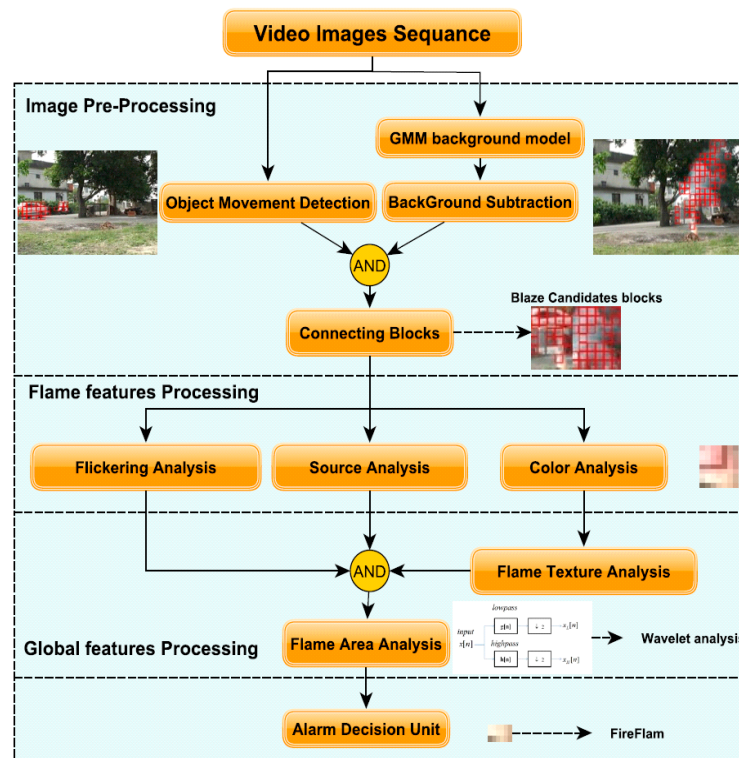 Video Images Sequance
Image Pre-Processing
GMM background model
Object Movement Detection
BackGround Subtraction
AND
Blaze Candidates blocks
Connecting Blocks
Flame features Processing
Flickering Analysis
Source Analysis
Color Analysis
AND
Flame Texture Analysis
lowpass
g[n]
input
x[n]
highpass
h[n]
Flame Area Analysis
Wavelet analysis
Global features Processing
Alarm Decision Unit
FireFlam